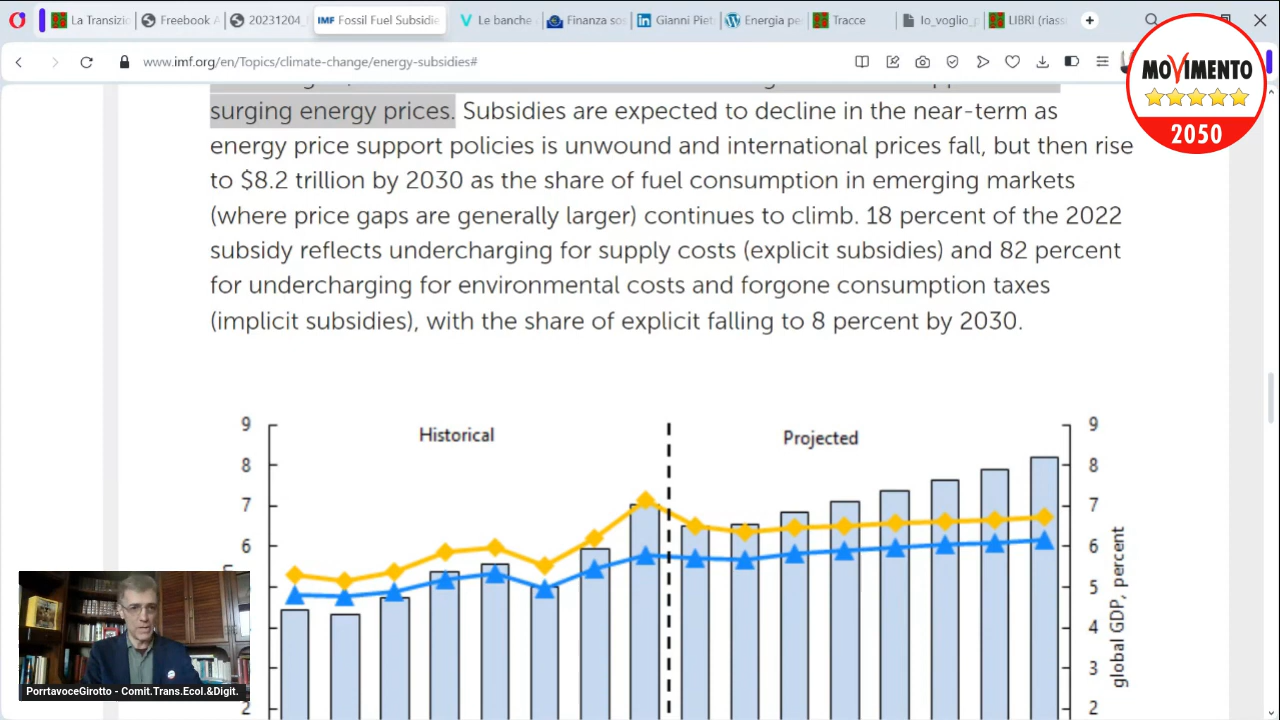 La Transizio
Freebook A
20231204_
IMF Fossil Fuel Subsidie
Le banche
Finanza sos
Gianni Piet
Energia pe
Tracce
Io_voglio_p
LIBRI (riass
www.imf.org/en/Topics/climate-change/energy-subsidies#
MOVIMENTO
2050
surging energy prices. Subsidies are expected to decline in the near-term as
energy price support policies is unwound and international prices fall, but then rise
to $8.2 trillion by 2030 as the share of fuel consumption in emerging markets
(where price gaps are generally larger) continues to climb. 18 percent of the 2022
subsidy reflects undercharging for supply costs (explicit subsidies) and 82 percent
for undercharging for environmental costs and forgone consumption taxes
(implicit subsidies), with the share of explicit falling to 8 percent by 2030.
Historical
Projected
9
8
7
6
5
4
3
2
9
8
7
6
5
4
3
2
global GDP, percent
PorrtavoceGirotto - Comit.Trans.Ecol.&Digit.